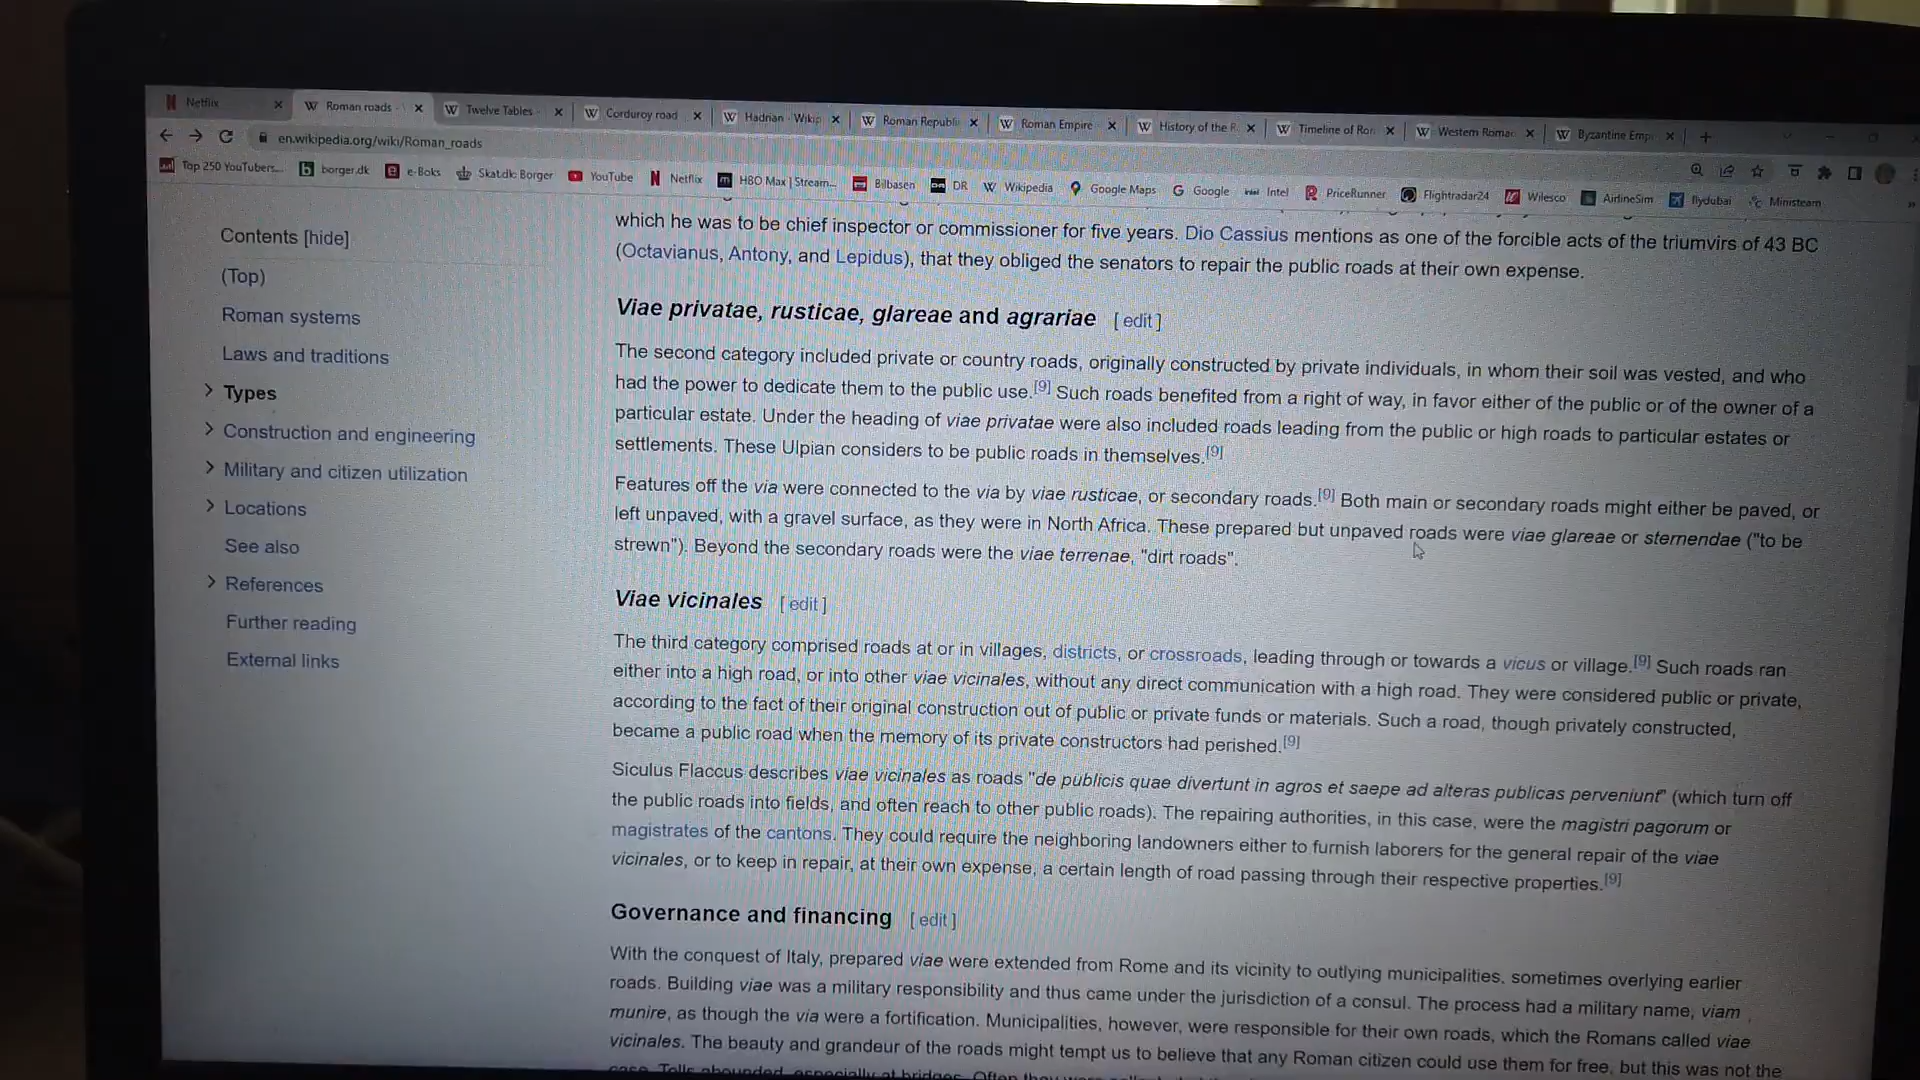 Netflix
Roman roads -
Twelve Tables -
Corduroy road
Hadrian - Wikip
Roman Republi
Roman Empire -
History of the R
Timeline of Ror
Western Roma
Byzantine Emp
en.wikipedia.org/wiki/Roman_roads
Top 250 YouTubers...
borger.dk
e-Boks
Skat.dk: Borger
YouTube
Netflix
HBO Max | Stream...
Bilbasen
DR
Wikipedia
Google Maps
Google
Intel
PriceRunner
Flightradar24
Wilesco
AirlineSim
flydubai
Ministeam
Contents [hide]
(Top)
Roman systems
Laws and traditions
Types
Construction and engineering
Military and citizen utilization
Locations
See also
References
Further reading
External links
which he was to be chief inspector or commissioner for five years. Dio Cassius mentions as one of the forcible acts of the triumvirs of 43 BC
(Octavianus, Antony, and Lepidus), that they obliged the senators to repair the public roads at their own expense.
Viae privatae, rusticae, glareae and agrariae [ edit ]
The second category included private or country roads, originally constructed by private individuals, in whom their soil was vested, and who
had the power to dedicate them to the public use.[9] Such roads benefited from a right of way, in favor either of the public or of the owner of a
particular estate. Under the heading of viae privatae were also included roads leading from the public or high roads to particular estates or
settlements. These Ulpian considers to be public roads in themselves.[9]
Features off the via were connected to the via by viae rusticae, or secondary roads.[9] Both main or secondary roads might either be paved, or
left unpaved, with a gravel surface, as they were in North Africa. These prepared but unpaved roads were viae glareae or sternendae ("to be
strewn"). Beyond the secondary roads were the viae terrenae, "dirt roads".
Viae vicinales [ edit ]
The third category comprised roads at or in villages, districts, or crossroads, leading through or towards a vicus or village.[9] Such roads ran
either into a high road, or into other viae vicinales, without any direct communication with a high road. They were considered public or private,
according to the fact of their original construction out of public or private funds or materials. Such a road, though privately constructed,
became a public road when the memory of its private constructors had perished.[9]
Siculus Flaccus describes viae vicinales as roads "de publicis quae divertunt in agros et saepe ad alteras publicas perveniunt" (which turn off
the public roads into fields, and often reach to other public roads). The repairing authorities, in this case, were the magistri pagorum or
magistrates of the cantons. They could require the neighboring landowners either to furnish laborers for the general repair of the viae
vicinales, or to keep in repair, at their own expense, a certain length of road passing through their respective properties.[9]
Governance and financing [ edit ]
With the conquest of Italy, prepared viae were extended from Rome and its vicinity to outlying municipalities, sometimes overlying earlier
roads. Building viae was a military responsibility and thus came under the jurisdiction of a consul. The process had a military name, viam
munire, as though the via were a fortification. Municipalities, however, were responsible for their own roads, which the Romans called viae
vicinales. The beauty and grandeur of the roads might tempt us to believe that any Roman citizen could use them for free, but this was not the
case. Tolls abounded, especially at bridges. Often they were